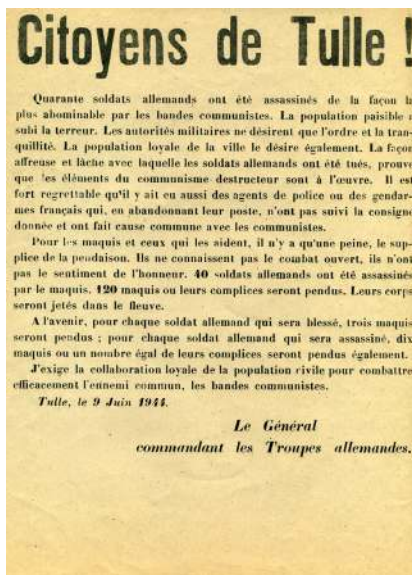 Citoyens de Tulle !
Quarante soldats allemands ont été assassinés de la façon la
plus abominable par les bandes communistes. La population paisible a
subi la terreur. Les autorités militaires ne désirent que l'ordre et la tran-
quillité. La population loyale de la ville le désire également. La façon
affreuse et lâche avec laquelle les soldats allemands ont été tués, prouve
que les éléments du communisme destructeur sont à l'œuvre. Il est
fort regrettable qu'il y ait eu aussi des agents de police ou des gendar-
mes français qui, en abandonnant leur poste, n'ont pas suivi la consigne
donnée et ont fait cause commune avec les communistes.
Pour les maquis et ceux qui les aident, il n'y a qu'une peine, le sup-
plice de la pendaison. Ils ne connaissent pas le combat ouvert, ils n'ont
pas le sentiment de l'honneur. 40 soldats allemands ont été assassinés
par le maquis. 120 maquis ou leurs complices seront pendus. Leurs corps
seront jetés dans le fleuve.
A l'avenir, pour chaque soldat allemand qui sera blessé, trois maquis
seront pendus ; pour chaque soldat allemand qui sera assassiné, dix
maquis ou un nombre égal de leurs complices seront pendus également.
J'exige la collaboration loyale de la population civile pour combattre
efficacement l'ennemi commun, les bandes communistes.
Tulle, le 9 Juin 1944.
Le Général
commandant les Troupes allemandes.